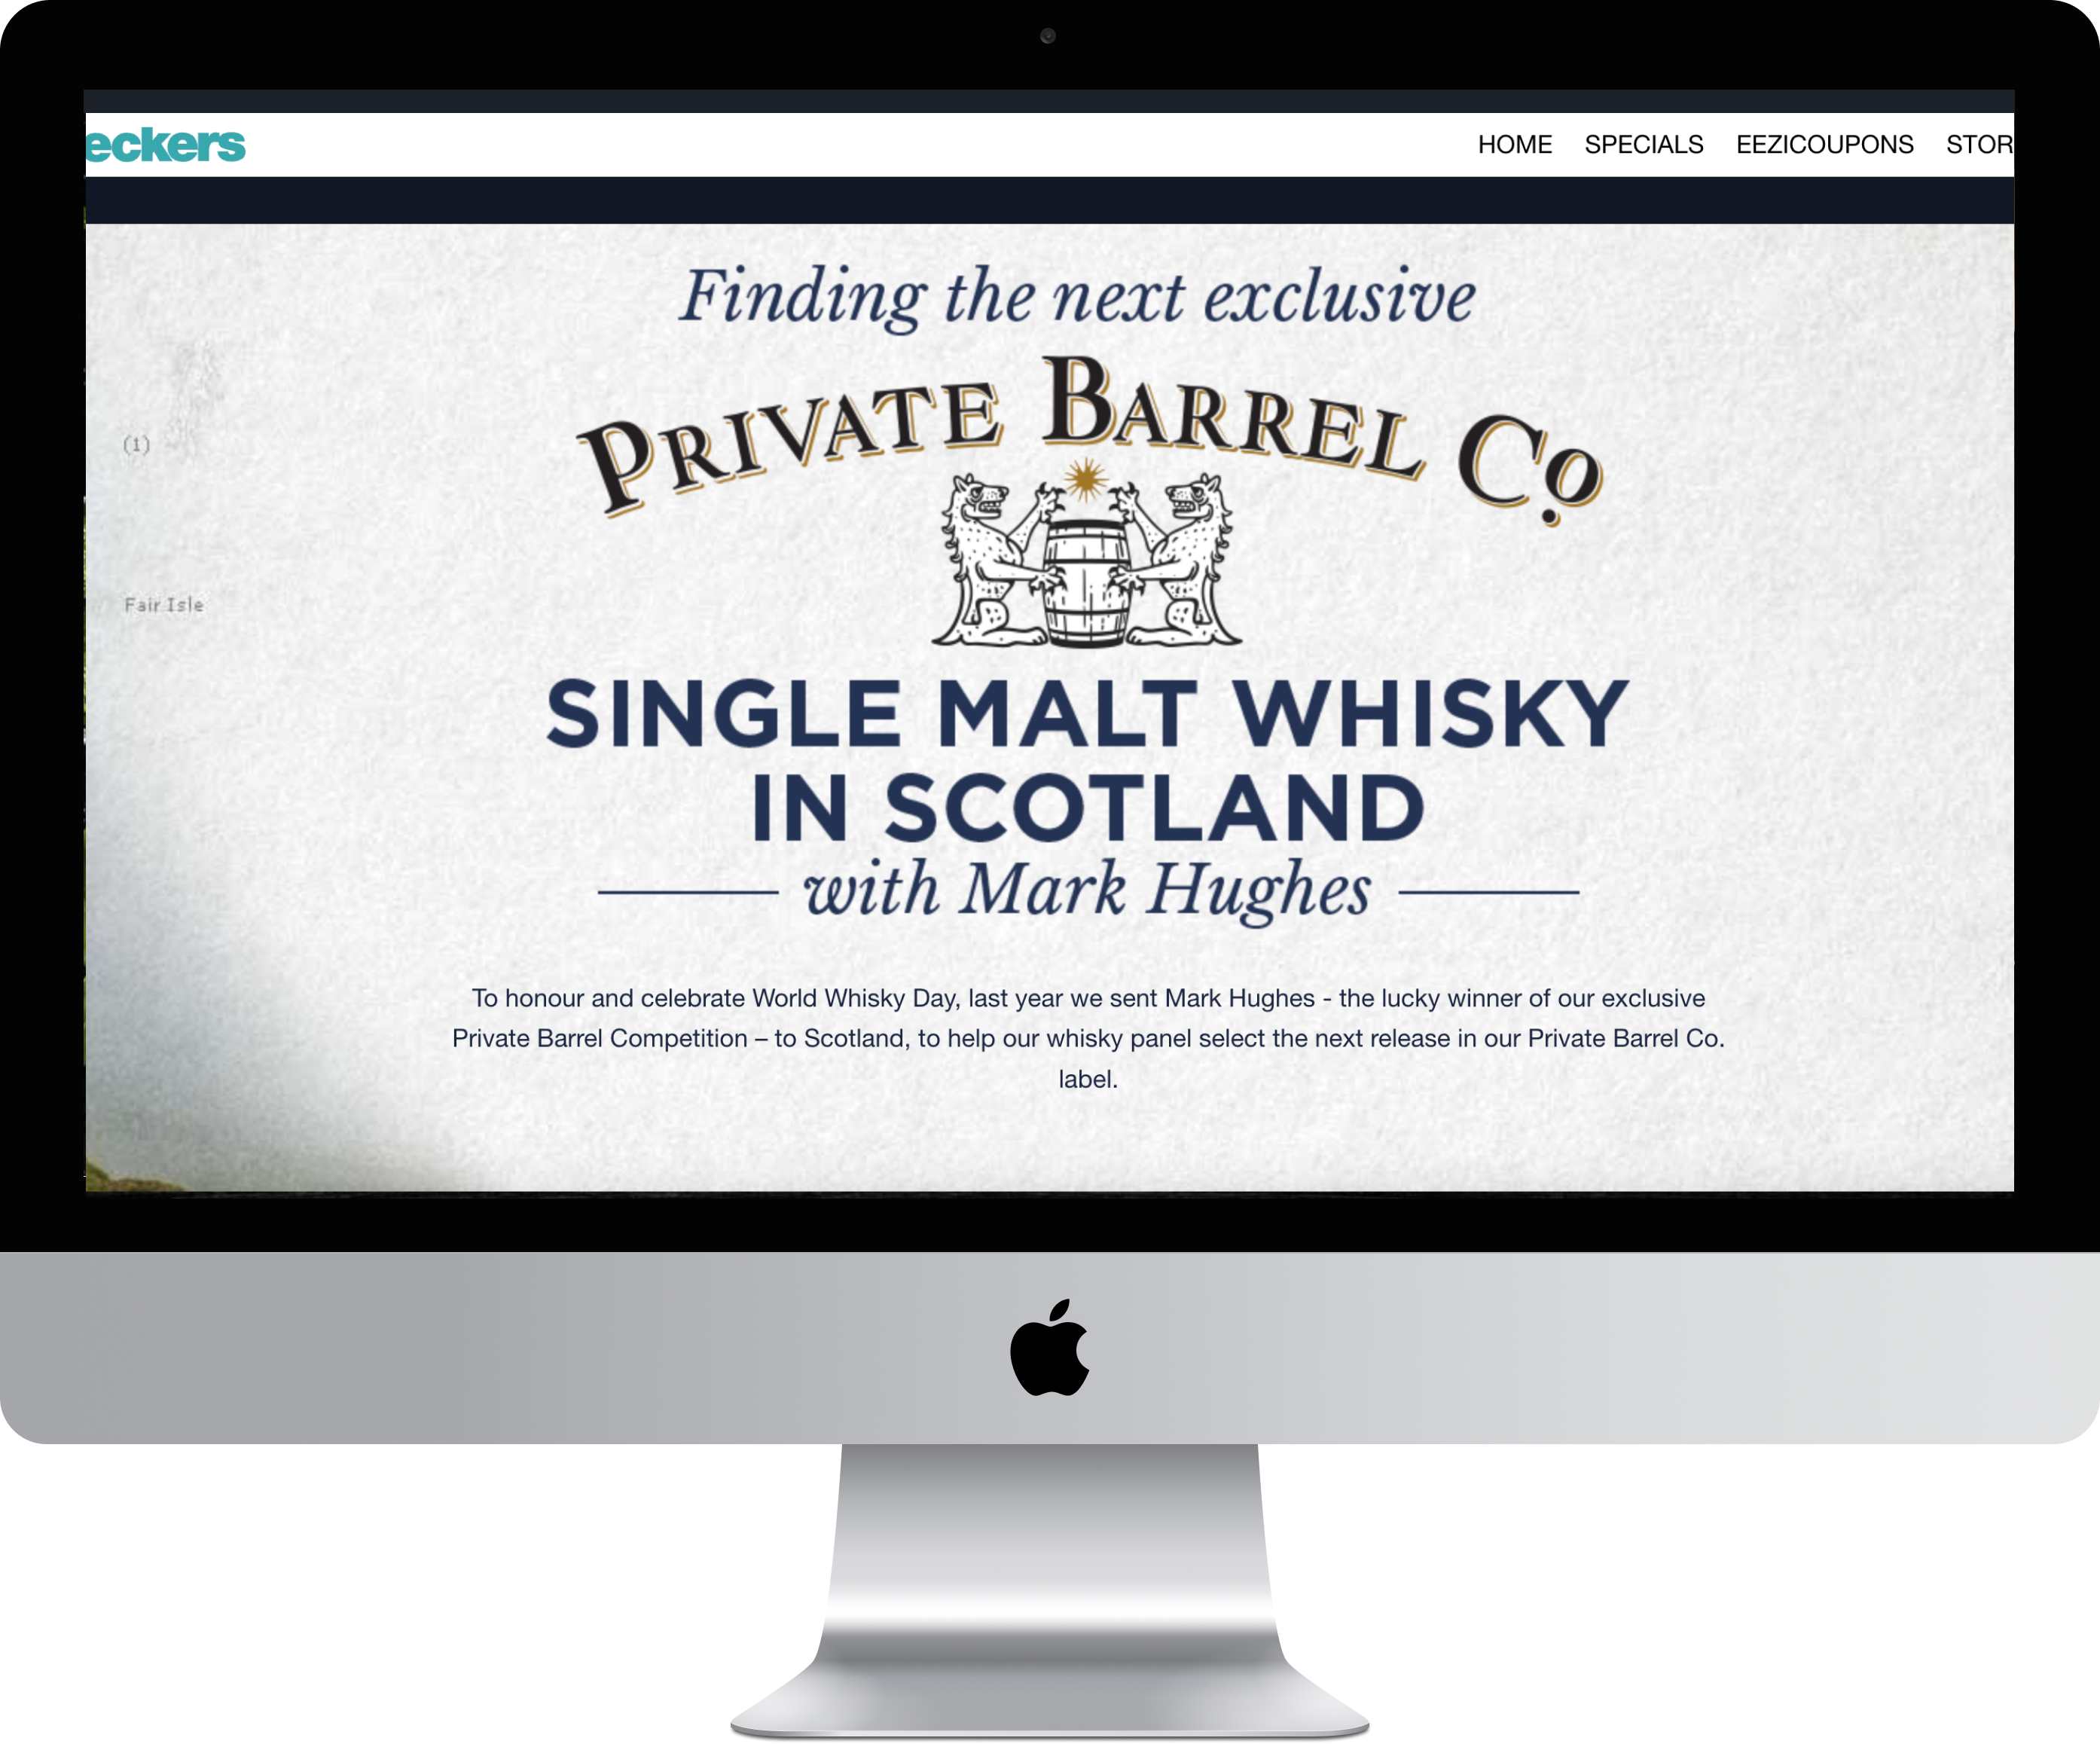 eckers
HOME SPECIALS EEZICOUPONS STOR
Finding the next exclusive
PRIVATE BARREL Co.
(1)
Fair Isle
SINGLE MALT WHISKY
IN SCOTLAND
with Mark Hughes
To honour and celebrate World Whisky Day, last year we sent Mark Hughes - the lucky winner of our exclusive
Private Barrel Competition – to Scotland, to help our whisky panel select the next release in our Private Barrel Co.
label.